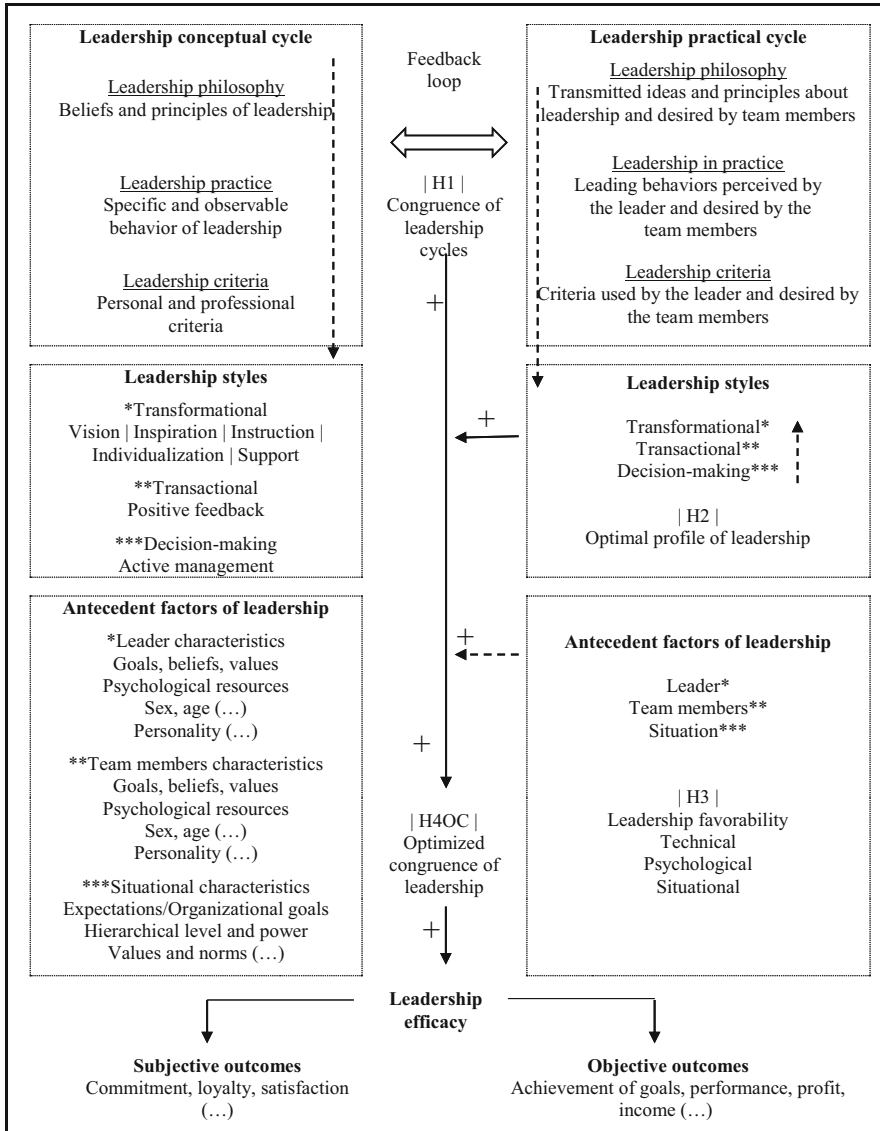 Leadership conceptual cycle
Leadership philosophy
Beliefs and principles of leadership
Leadership practice
Specific and observable
behavior of leadership
Leadership criteria
Personal and professional
criteria
Feedback
loop
| H1 |
Congruence of
leadership
cycles
+
Leadership practical cycle
Leadership philosophy
Transmitted ideas and principles about
leadership and desired by team members
Leadership in practice
Leading behaviors perceived by
the leader and desired by the
team members
Leadership criteria
Criteria used by the leader and desired by
the team members
Leadership styles
*Transformational
Vision | Inspiration | Instruction |
Individualization | Support
**Transactional
Positive feedback
***Decision-making
Active management
+
Leadership styles
Transformational*
Transactional**
Decision-making***
| H2 |
Optimal profile of leadership
Antecedent factors of leadership
*Leader characteristics
Goals, beliefs, values
Psychological resources
Sex, age (…)
Personality (…)
**Team members characteristics
Goals, beliefs, values
Psychological resources
Sex, age (…)
Personality (…)
***Situational characteristics
Expectations/Organizational goals
Hierarchical level and power
Values and norms (…)
+
+
| H4OC |
Optimized
congruence of
leadership
+
Antecedent factors of leadership
Leader*
Team members**
Situation***
| H3 |
Leadership favorability
Technical
Psychological
Situational
Leadership
efficacy
Subjective outcomes
Commitment, loyalty, satisfaction
(…)
Objective outcomes
Achievement of goals, performance, profit,
income (…)